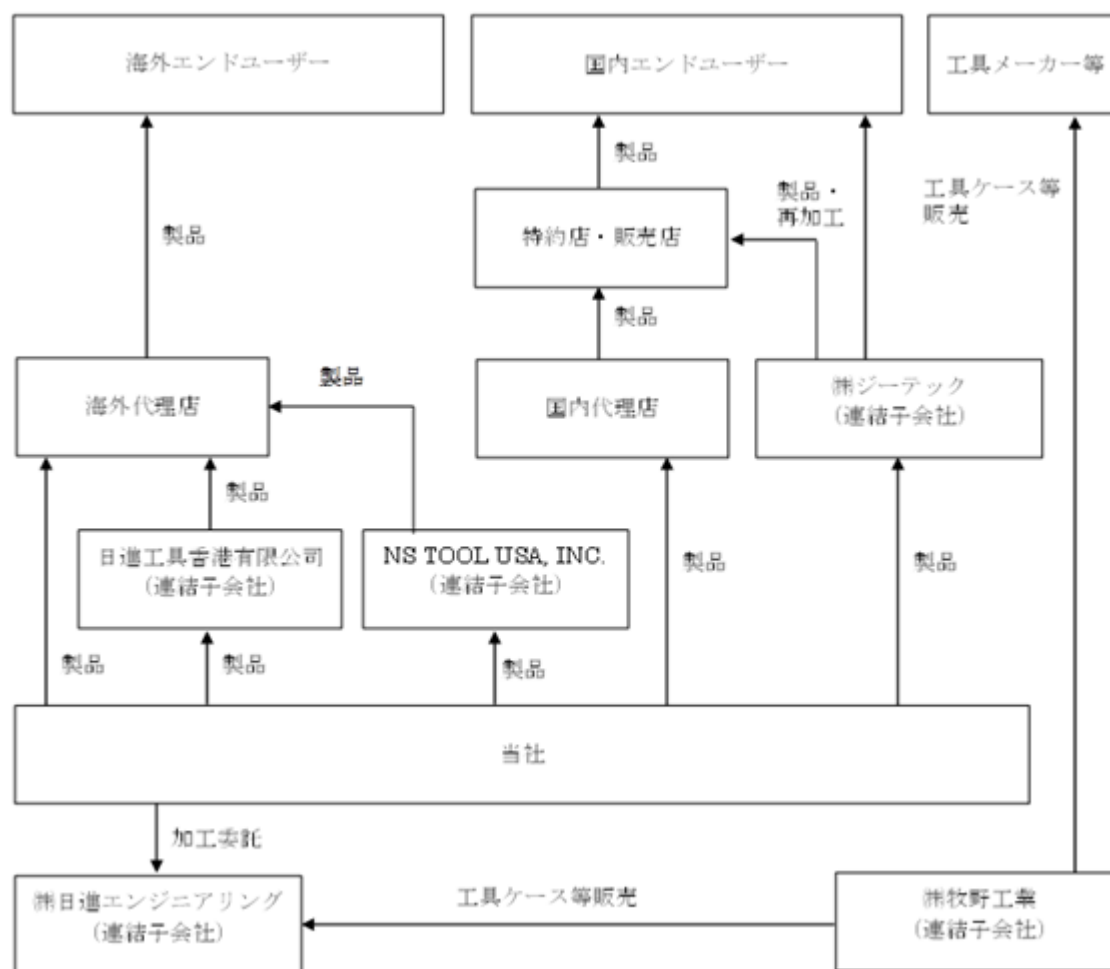 海外エンドユーザー
国内エンドユーザー
工具メーカー等
製品
製品
特約店・販売店
製品・
再加工
工具ケース等
販売
製品
製品
海外代理店
国内代理店
㈱ジーテック
(連結子会社)
製品
日進工具香港有限公司
(連結子会社)
NS TOOL USA, INC.
(連結子会社)
製品
製品
製品
製品
製品
当社
加工委託
㈱日進エンジニアリング
(連結子会社)
工具ケース等販売
㈱牧野工業
(連結子会社)